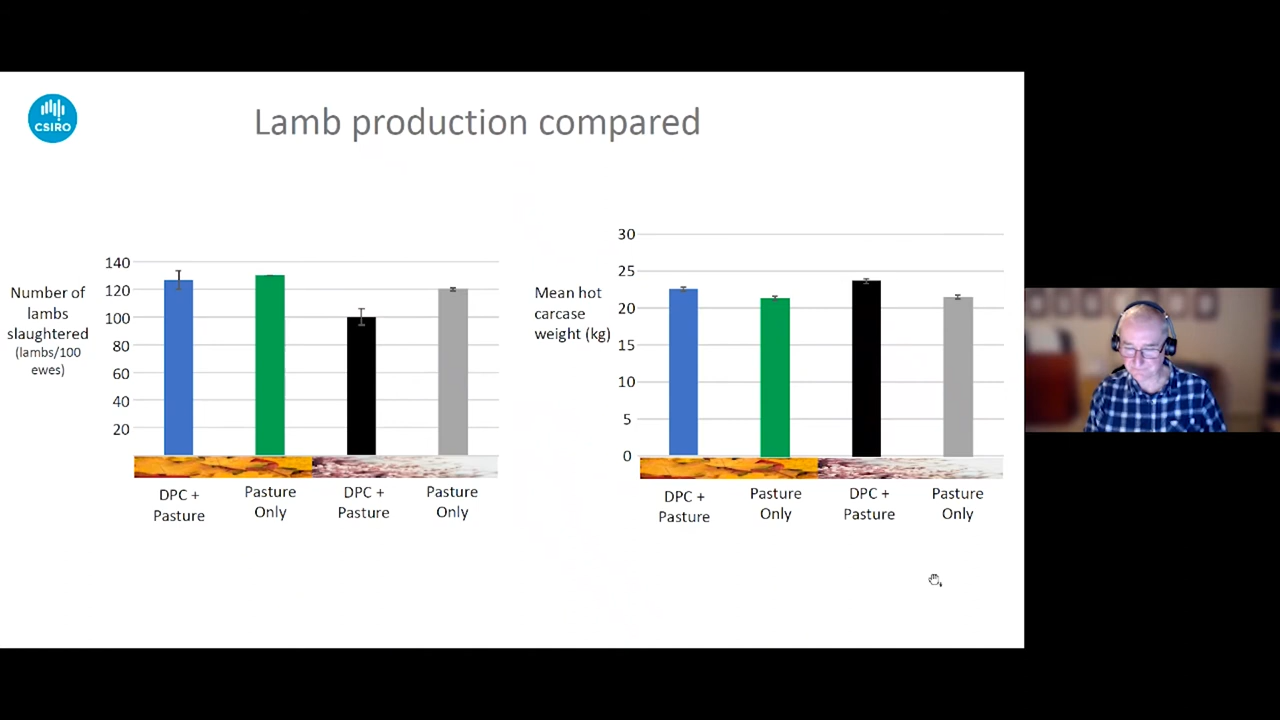 CSIRO
Lamb production compared
Number of
lambs
slaughtered
(lambs/100
ewes)
140
120
100
80
60
40
20
DPC +
Pasture
Pasture
Only
DPC +
Pasture
Pasture
Only
Mean hot
carcase
weight (kg)
30
25
20
15
10
5
0
DPC +
Pasture
Pasture
Only
DPC +
Pasture
Pasture
Only